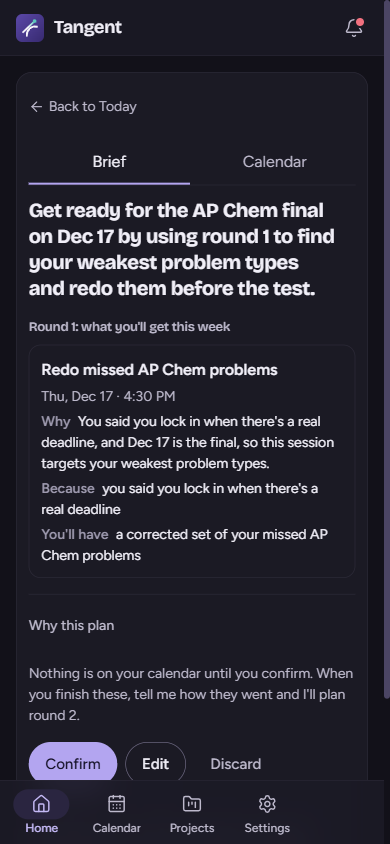 Tangent
← Back to Today
Brief
Calendar
Get ready for the AP Chem final
on Dec 17 by using round 1 to find
your weakest problem types
and redo them before the test.
Round 1: what you'll get this week
Redo missed AP Chem problems
Thu, Dec 17 · 4:30 PM
Why You said you lock in when there's a real
deadline, and Dec 17 is the final, so this session
targets your weakest problem types.
Because you said you lock in when there's a
real deadline
You'll have a corrected set of your missed AP
Chem problems
Why this plan
Nothing is on your calendar until you confirm. When
you finish these, tell me how they went and I'll plan
round 2.
Confirm
Edit
Discard
Home
Calendar
Projects
Settings